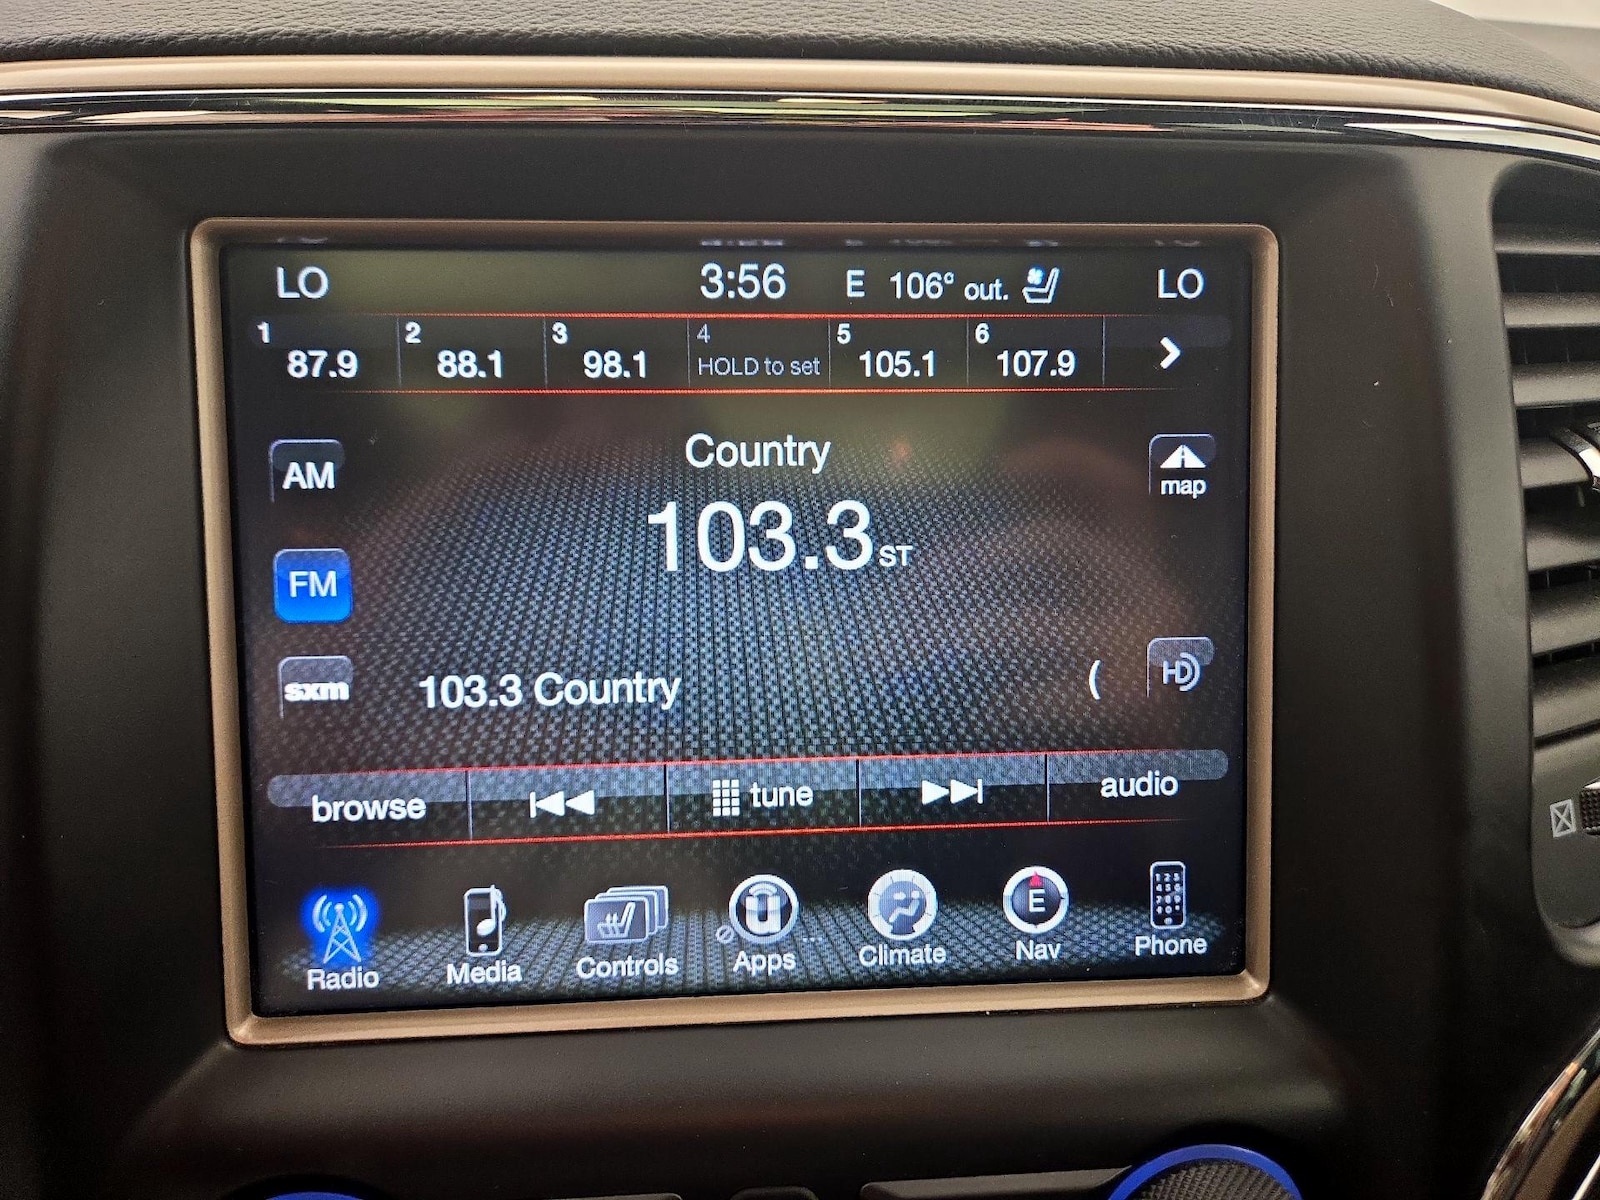 LO 3:56 E 106° out. LO
1 2 3 4 5 6
87.9 88.1 98.1 HOLD to set 105.1 107.9
Country
AM
map
103.3 ST
FM
HD
sxm 103.3 Country (
browse tune audio
E
Radio Media Controls Apps Climate Nav Phone